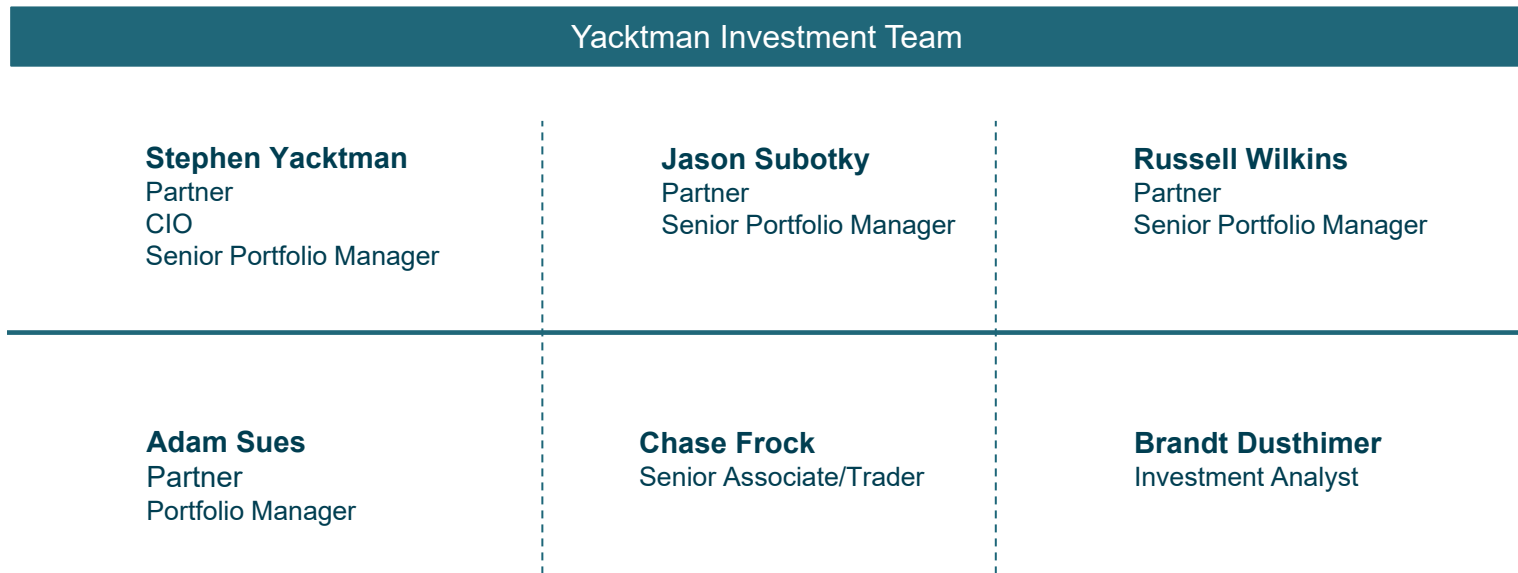 Yacktman Investment Team
Stephen Yacktman
Partner
CIO
Senior Portfolio Manager
Jason Subotky
Partner
Senior Portfolio Manager
Russell Wilkins
Partner
Senior Portfolio Manager
Adam Sues
Partner
Portfolio Manager
Chase Frock
Senior Associate/Trader
Brandt Dusthimer
Investment Analyst